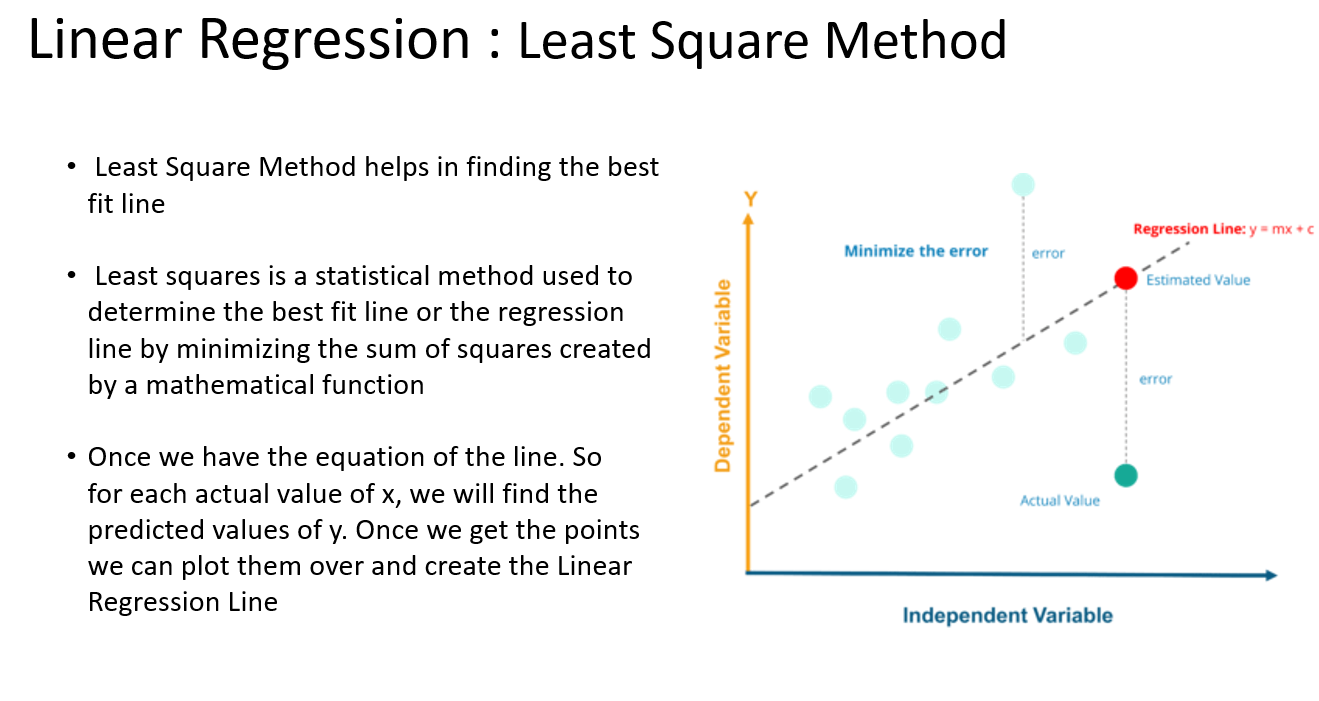 Linear Regression : Least Square Method
• Least Square Method helps in finding the best
fit line
• Least squares is a statistical method used to
determine the best fit line or the regression
line by minimizing the sum of squares created
by a mathematical function
• Once we have the equation of the line. So
for each actual value of x, we will find the
predicted values of y. Once we get the points
we can plot them over and create the Linear
Regression Line
Y
Regression Line: y = mx + c
Minimize the error
error
Estimated Value
Dependent Variable
error
Actual Value
Independent Variable